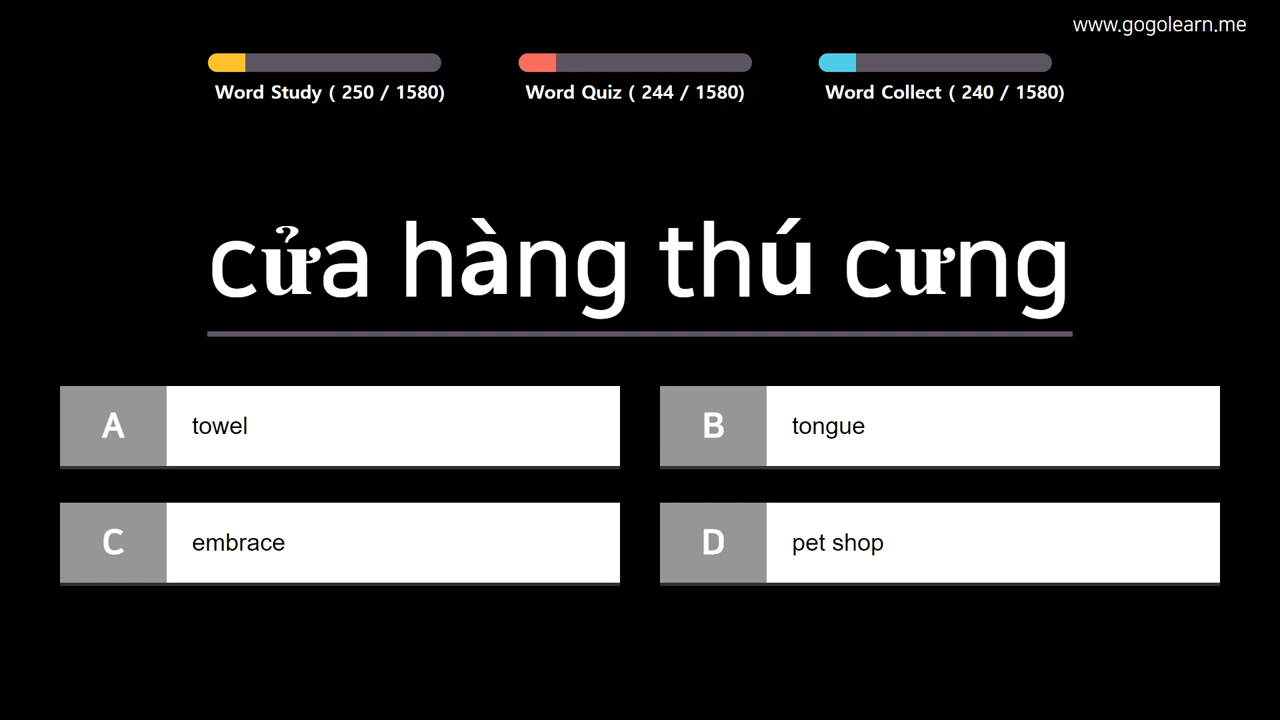 www.gogolearn.me
Word Study ( 250 / 1580)
Word Quiz ( 244 / 1580)
Word Collect ( 240 / 1580)
cửa hàng thú cưng
A towel
B tongue
C embrace
D pet shop